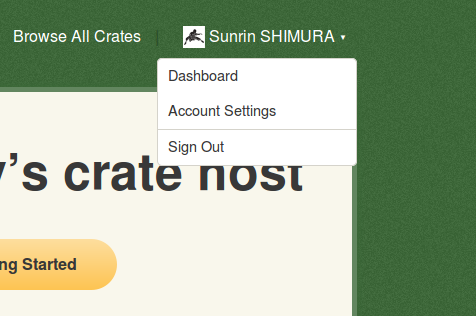 Browse All Crates | Sunrin SHIMURA ▾
Dashboard
Account Settings
Sign Out
y’s crate host
ng Started